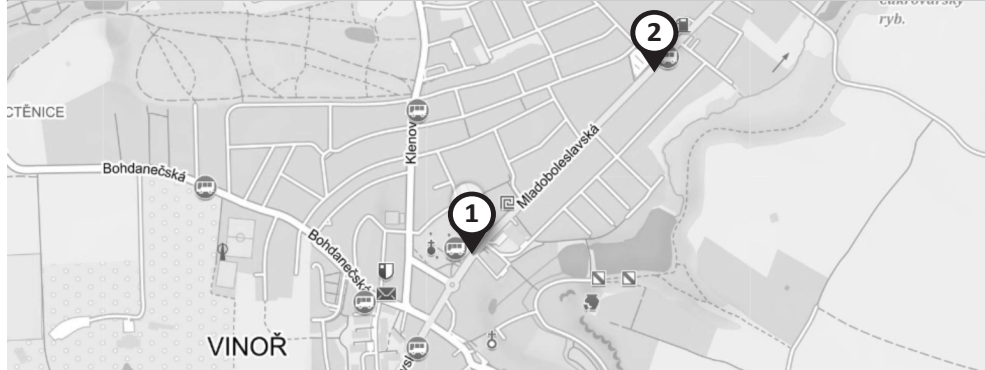 ryb.
2
CTĚNICE
Klenov
Mladoboleslavská
Bohdanečská
1
Bohdanečská
VINOŘ